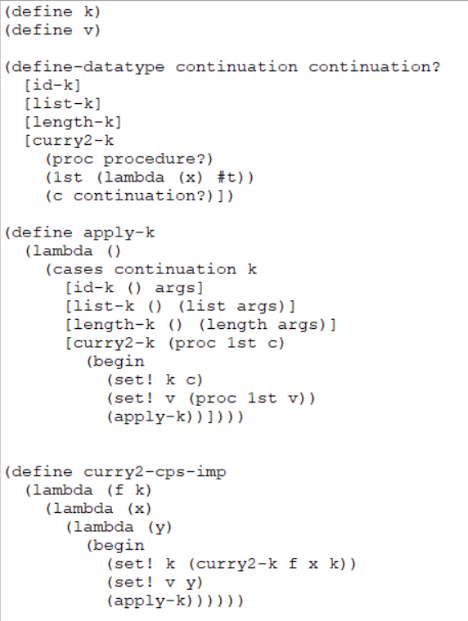 (define k)
(define v)
(define-datatype continuation continuation?
[id-k]
[list-k]
[length-k]
[curry2-k
(proc procedure?)
(1st (lambda (x) #t))
(c continuation?)])
(define apply-k
(lambda ()
(cases continuation k
[id-k () args]
[list-k () (list args)]
[length-k () (length args)]
[curry2-k (proc 1st c)
(begin
(set! k c)
(set! v (proc 1st v))
(apply-k))])))
(define curry2-cps-imp
(lambda (f k)
(lambda (x)
(lambda (y)
(begin
(set! k (curry2-k f x k))
(set! v y)
(apply-k))))))